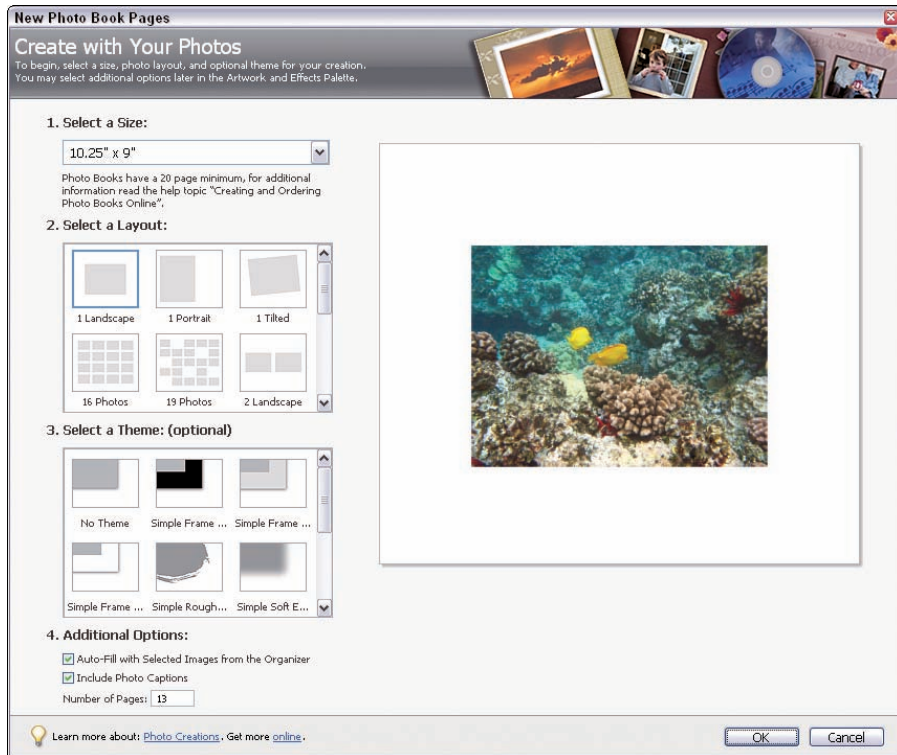 New Photo Book Pages
Create with Your Photos
To begin, select a size, photo layout, and optional theme for your creation.
You may select additional options later in the Artwork and Effects Palette.
1. Select a Size:
10.25" x 9"
Photo Books have a 20 page minimum, for additional
information read the help topic "Creating and Ordering
Photo Books Online".
2. Select a Layout:
1 Landscape 1 Portrait 1 Tilted
16 Photos 19 Photos 2 Landscape
3. Select a Theme: (optional)
No Theme Simple Frame ... Simple Frame ...
Simple Frame ... Simple Rough... Simple Soft E...
4. Additional Options:
Auto-Fill with Selected Images from the Organizer
Include Photo Captions
Number of Pages: 13
Learn more about: Photo Creations. Get more online.
OK Cancel